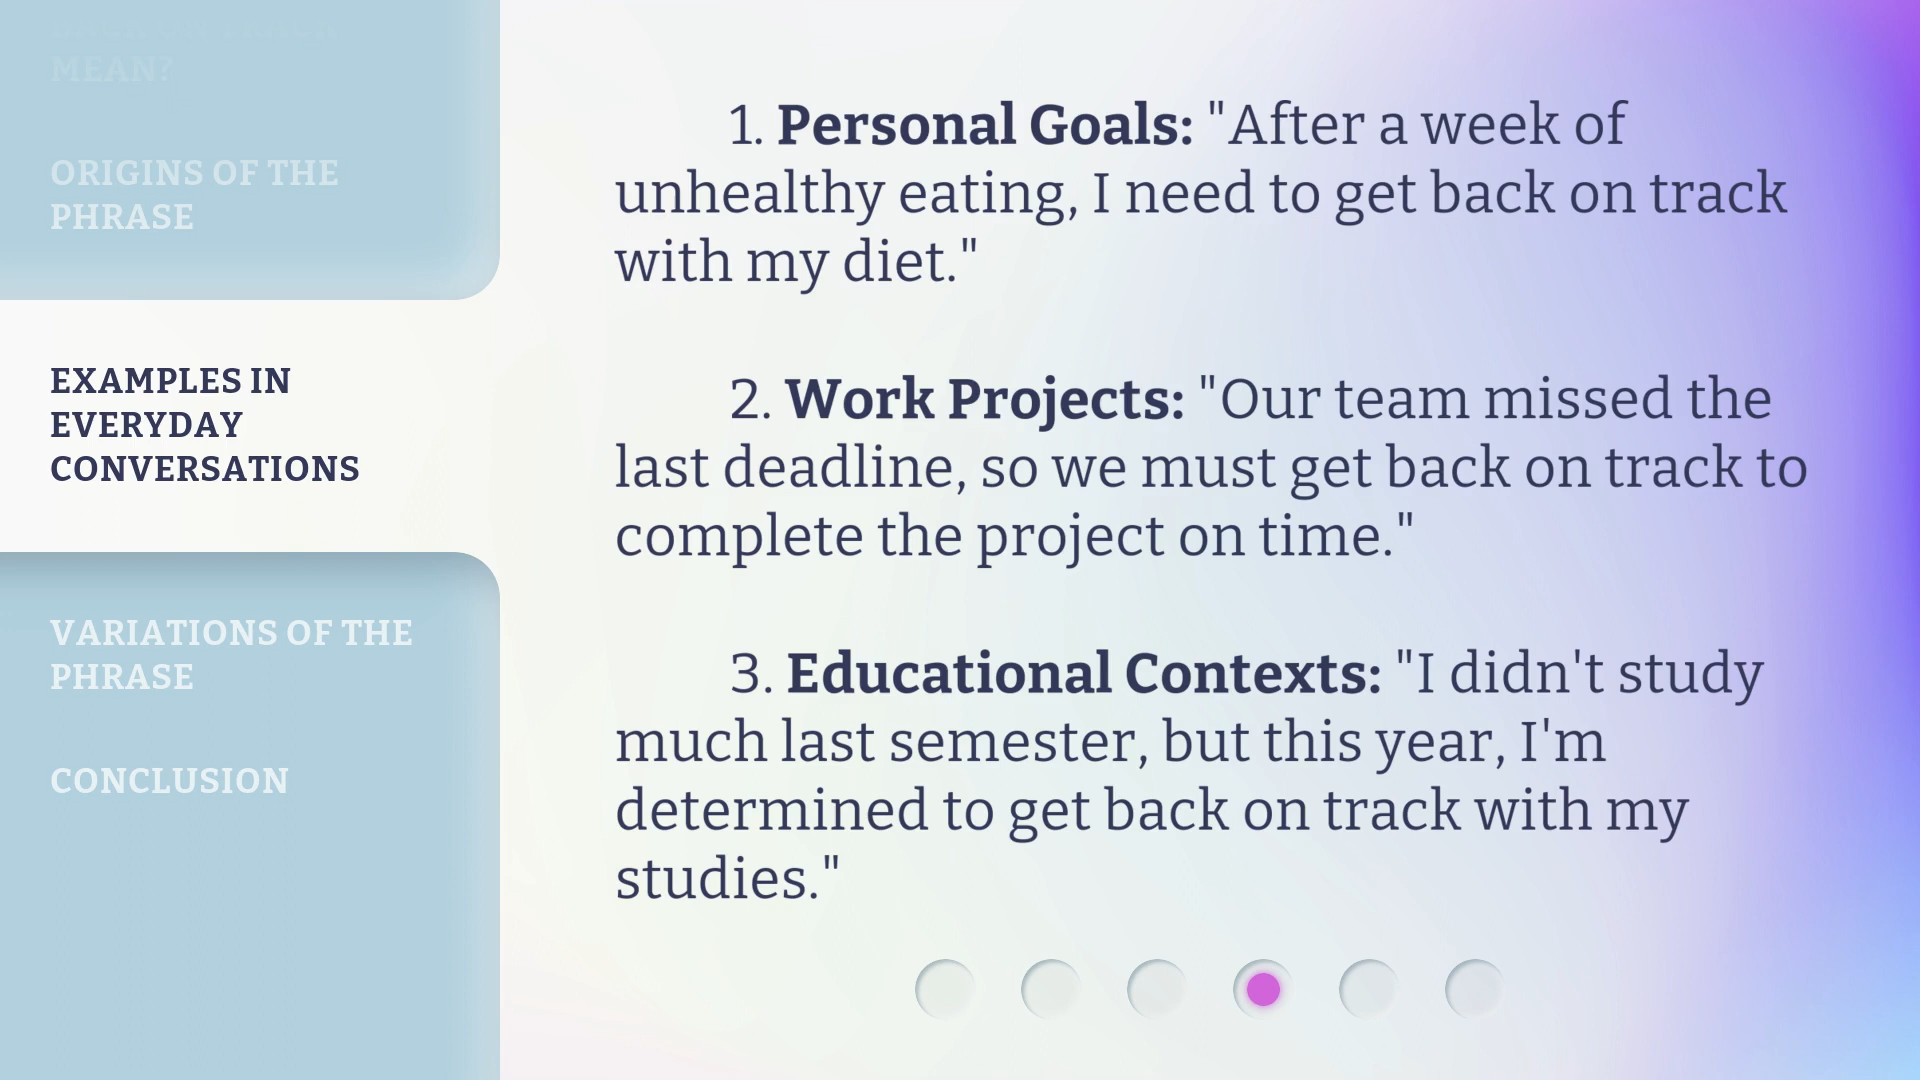 MEAN?
ORIGINS OF THE
PHRASE
EXAMPLES IN
EVERYDAY
CONVERSATIONS
VARIATIONS OF THE
PHRASE
CONCLUSION
1. Personal Goals: "After a week of
unhealthy eating, I need to get back on track
with my diet."
2. Work Projects: "Our team missed the
last deadline, so we must get back on track to
complete the project on time."
3. Educational Contexts: "I didn't study
much last semester, but this year, I'm
determined to get back on track with my
studies."